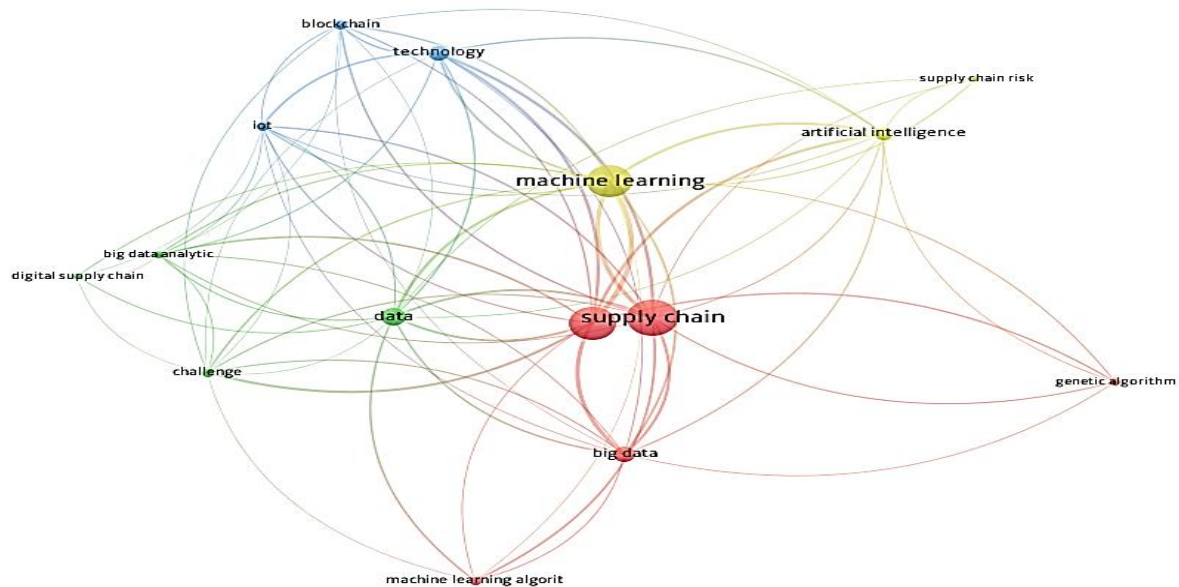 blockchain
technology
supply chain risk
iot
artificial intelligence
machine learning
big data analytic
digital supply chain
data
supply chain
challenge
genetic algorithm
big data
machine learning algorit